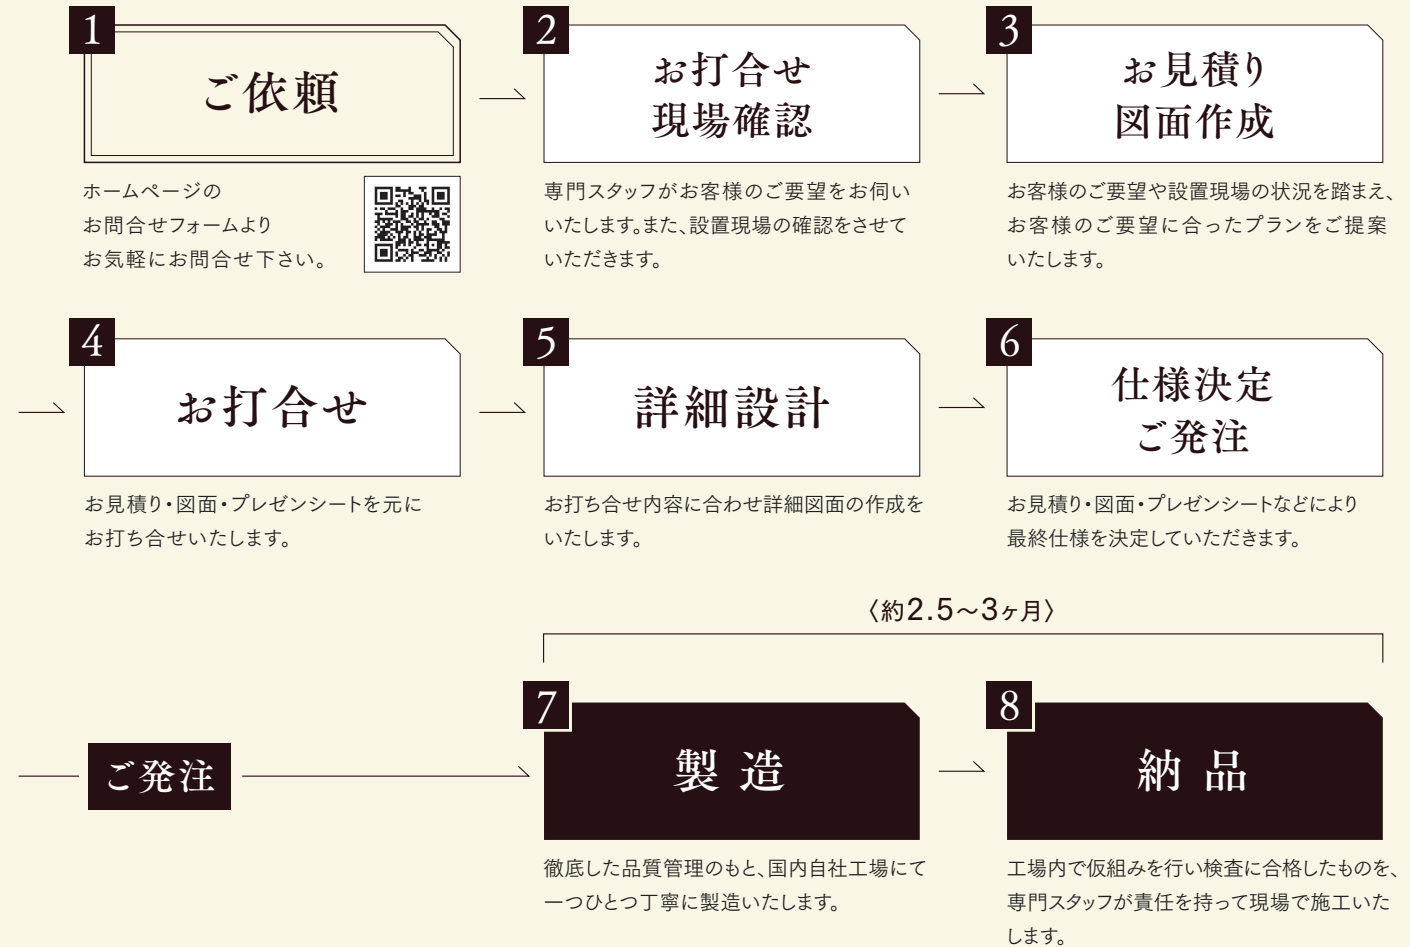 1
ご依頼
ホームページの
お問合せフォームより
お気軽にお問合せ下さい。
2
お打合せ
現場確認
専門スタッフがお客様のご要望をお伺い
いたします。また、設置現場の確認をさせて
いただきます。
3
お見積り
図面作成
お客様のご要望や設置現場の状況を踏まえ、
お客様のご要望に合ったプランをご提案
いたします。
4
お打合せ
お見積り・図面・プレゼンシートを元に
お打ち合せいたします。
5
詳細設計
お打ち合せ内容に合わせ詳細図面の作成を
いたします。
6
仕様決定
ご発注
お見積り・図面・プレゼンシートなどにより
最終仕様を決定していただきます。
〈約2.5〜3ヶ月〉
ご発注
7
製造
徹底した品質管理のもと、国内自社工場にて
一つひとつ丁寧に製造いたします。
8
納品
工場内で仮組みを行い検査に合格したものを、
専門スタッフが責任を持って現場で施工いた
します。